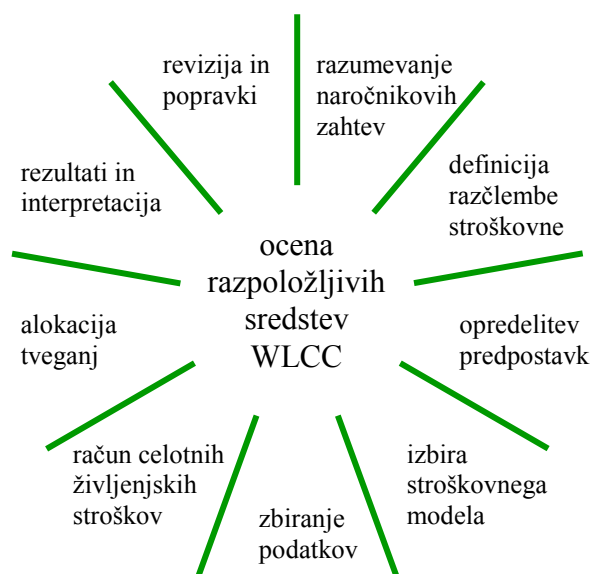 revizija in
popravki
razumevanje
naročnikovih
zahtev
definicija
razčlembe
stroškovne
opredelitev
predpostavk
izbira
stroškovnega
modela
zbiranje
podatkov
račun celotnih
življenjskih
stroškov
alokacija
tveganj
rezultati in
interpretacija
ocena
razpoložljivih
sredstev
WLCC